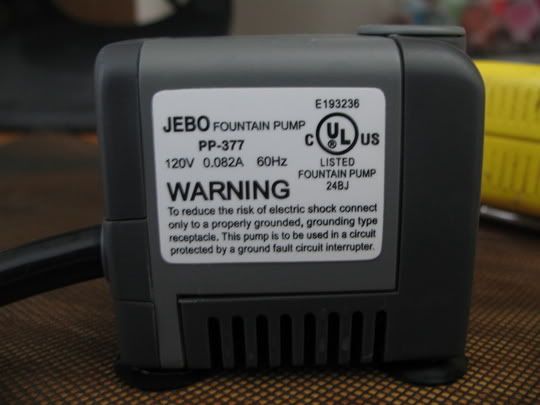 E193236
JEBO FOUNTAIN PUMP
PP-377
C UL US
120V 0.082A 60Hz
LISTED
FOUNTAIN PUMP
24BJ
WARNING
To reduce the risk of electric shock connect
only to a properly grounded, grounding type
receptacie. This pump is to be used in a circuit
protected by a ground fault circuit interrupter.